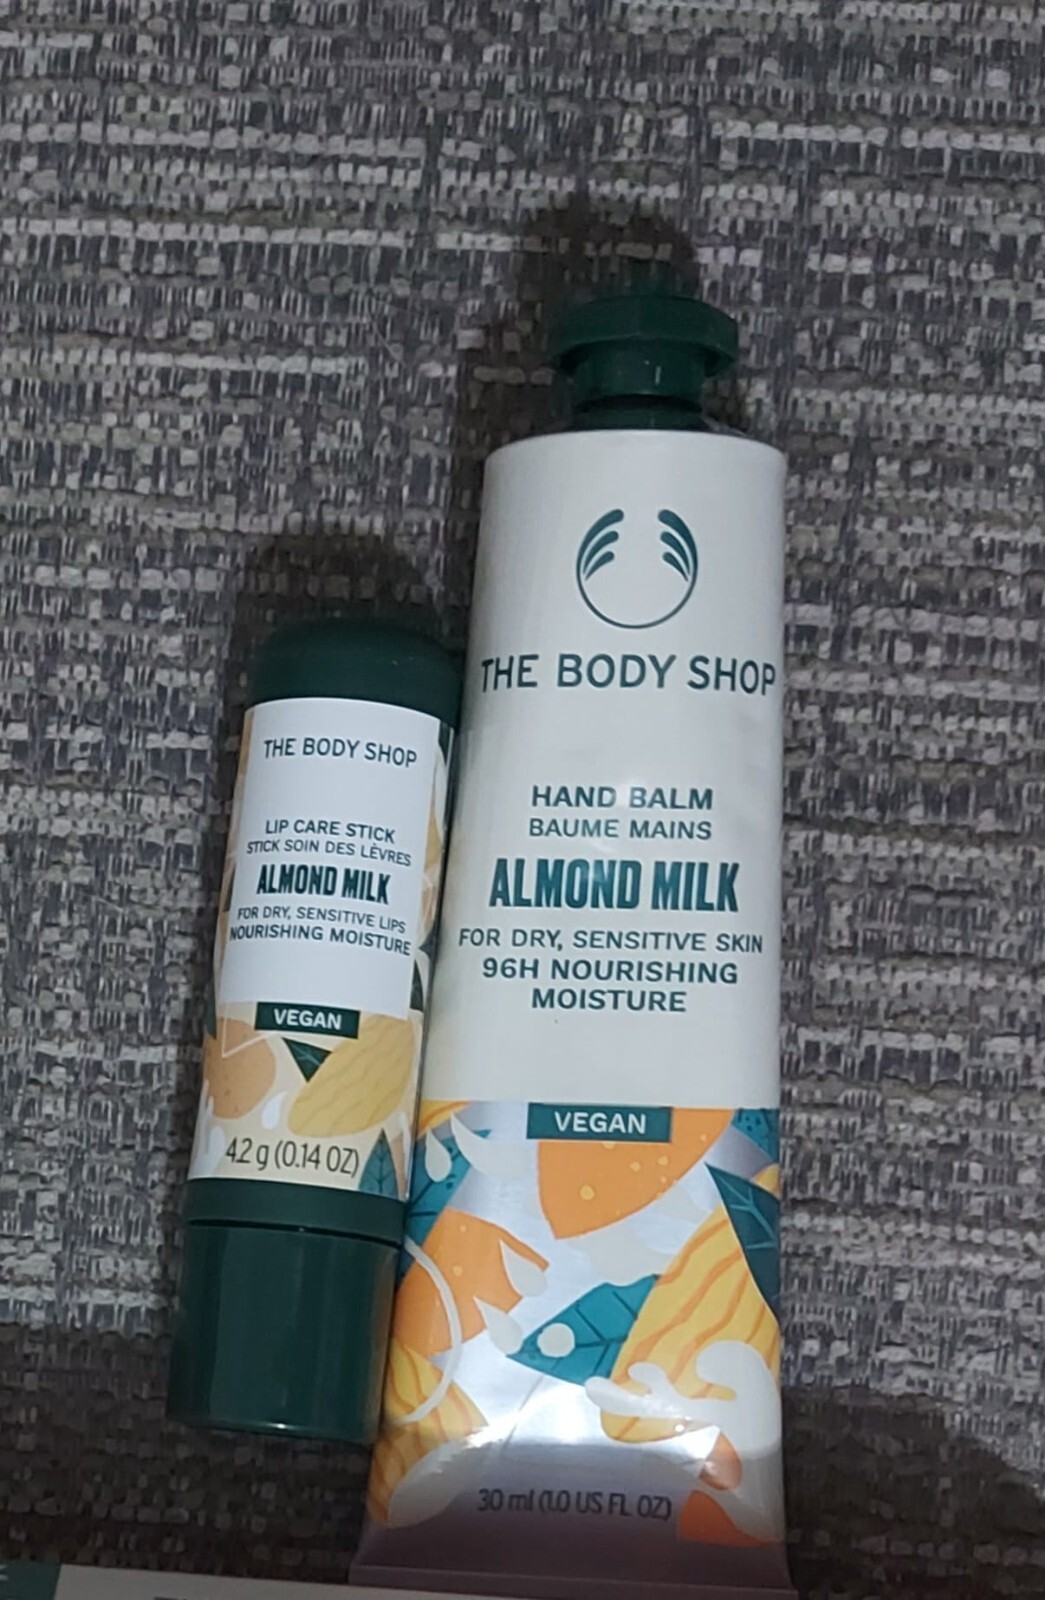 THE BODY SHOP
LIP CARE STICK
STICK SOIN DES LÈVRES
ALMOND MILK
FOR DRY, SENSITIVE LIPS
NOURISHING MOISTURE
VEGAN
4.2 g (0.14 OZ)
THE BODY SHOP
HAND BALM
BAUME MAINS
ALMOND MILK
FOR DRY, SENSITIVE SKIN
96H NOURISHING
MOISTURE
VEGAN
30 ml (1.0 US FL OZ)